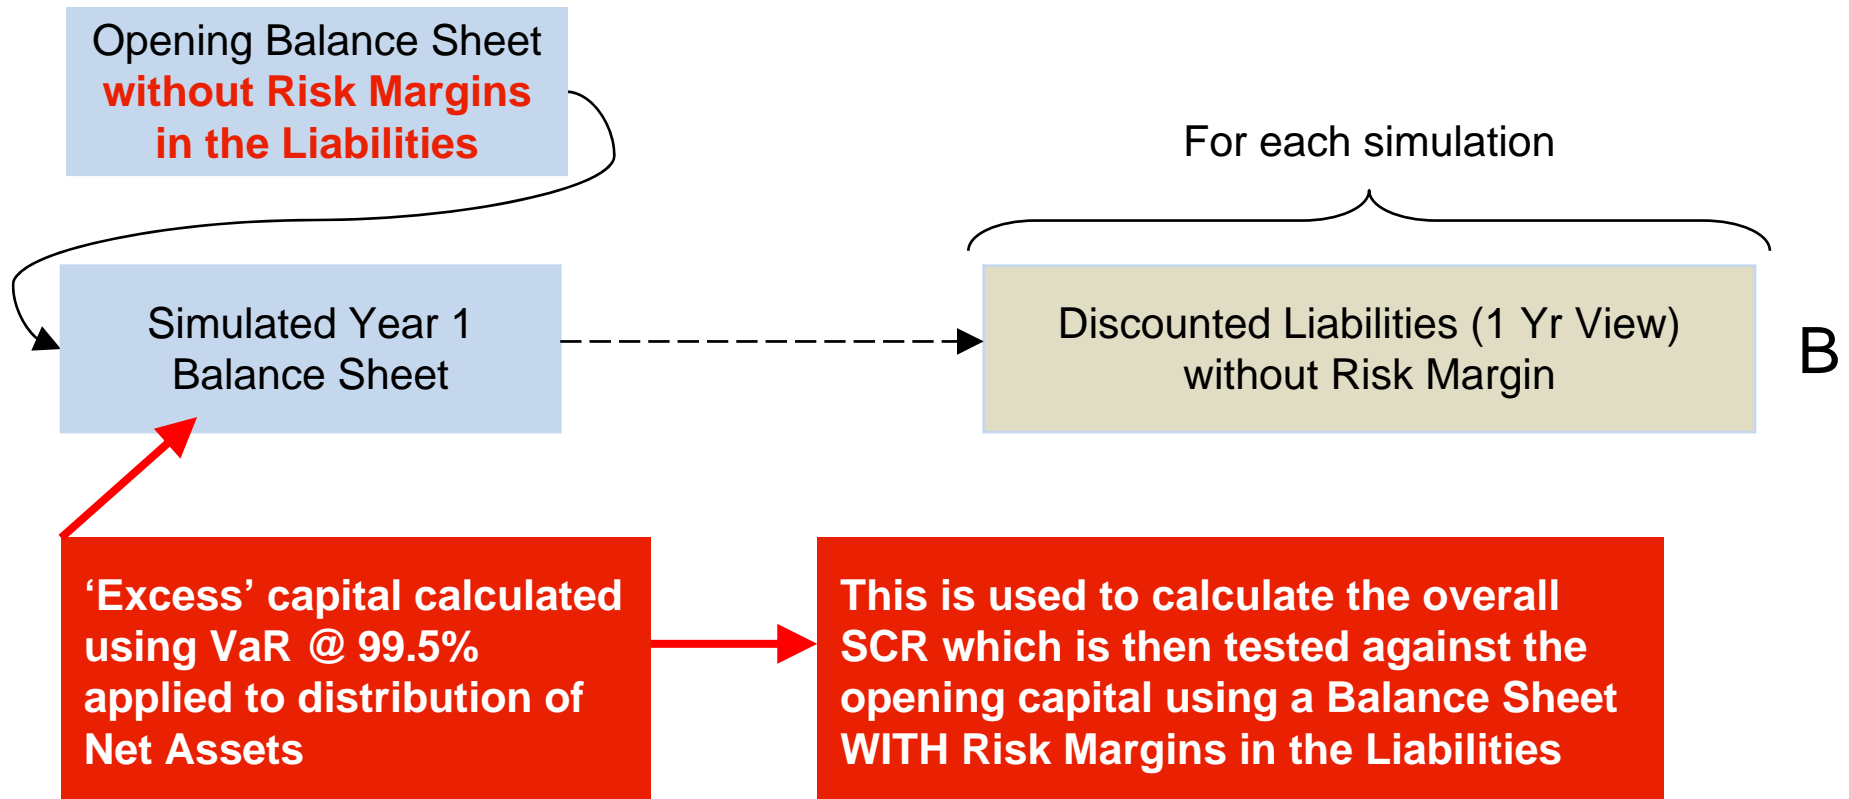 Opening Balance Sheet
without Risk Margins
in the Liabilities
For each simulation
Simulated Year 1
Balance Sheet
Discounted Liabilities (1 Yr View)
without Risk Margin
B
‘Excess’ capital calculated
using VaR @ 99.5%
applied to distribution of
Net Assets
This is used to calculate the overall
SCR which is then tested against the
opening capital using a Balance Sheet
WITH Risk Margins in the Liabilities